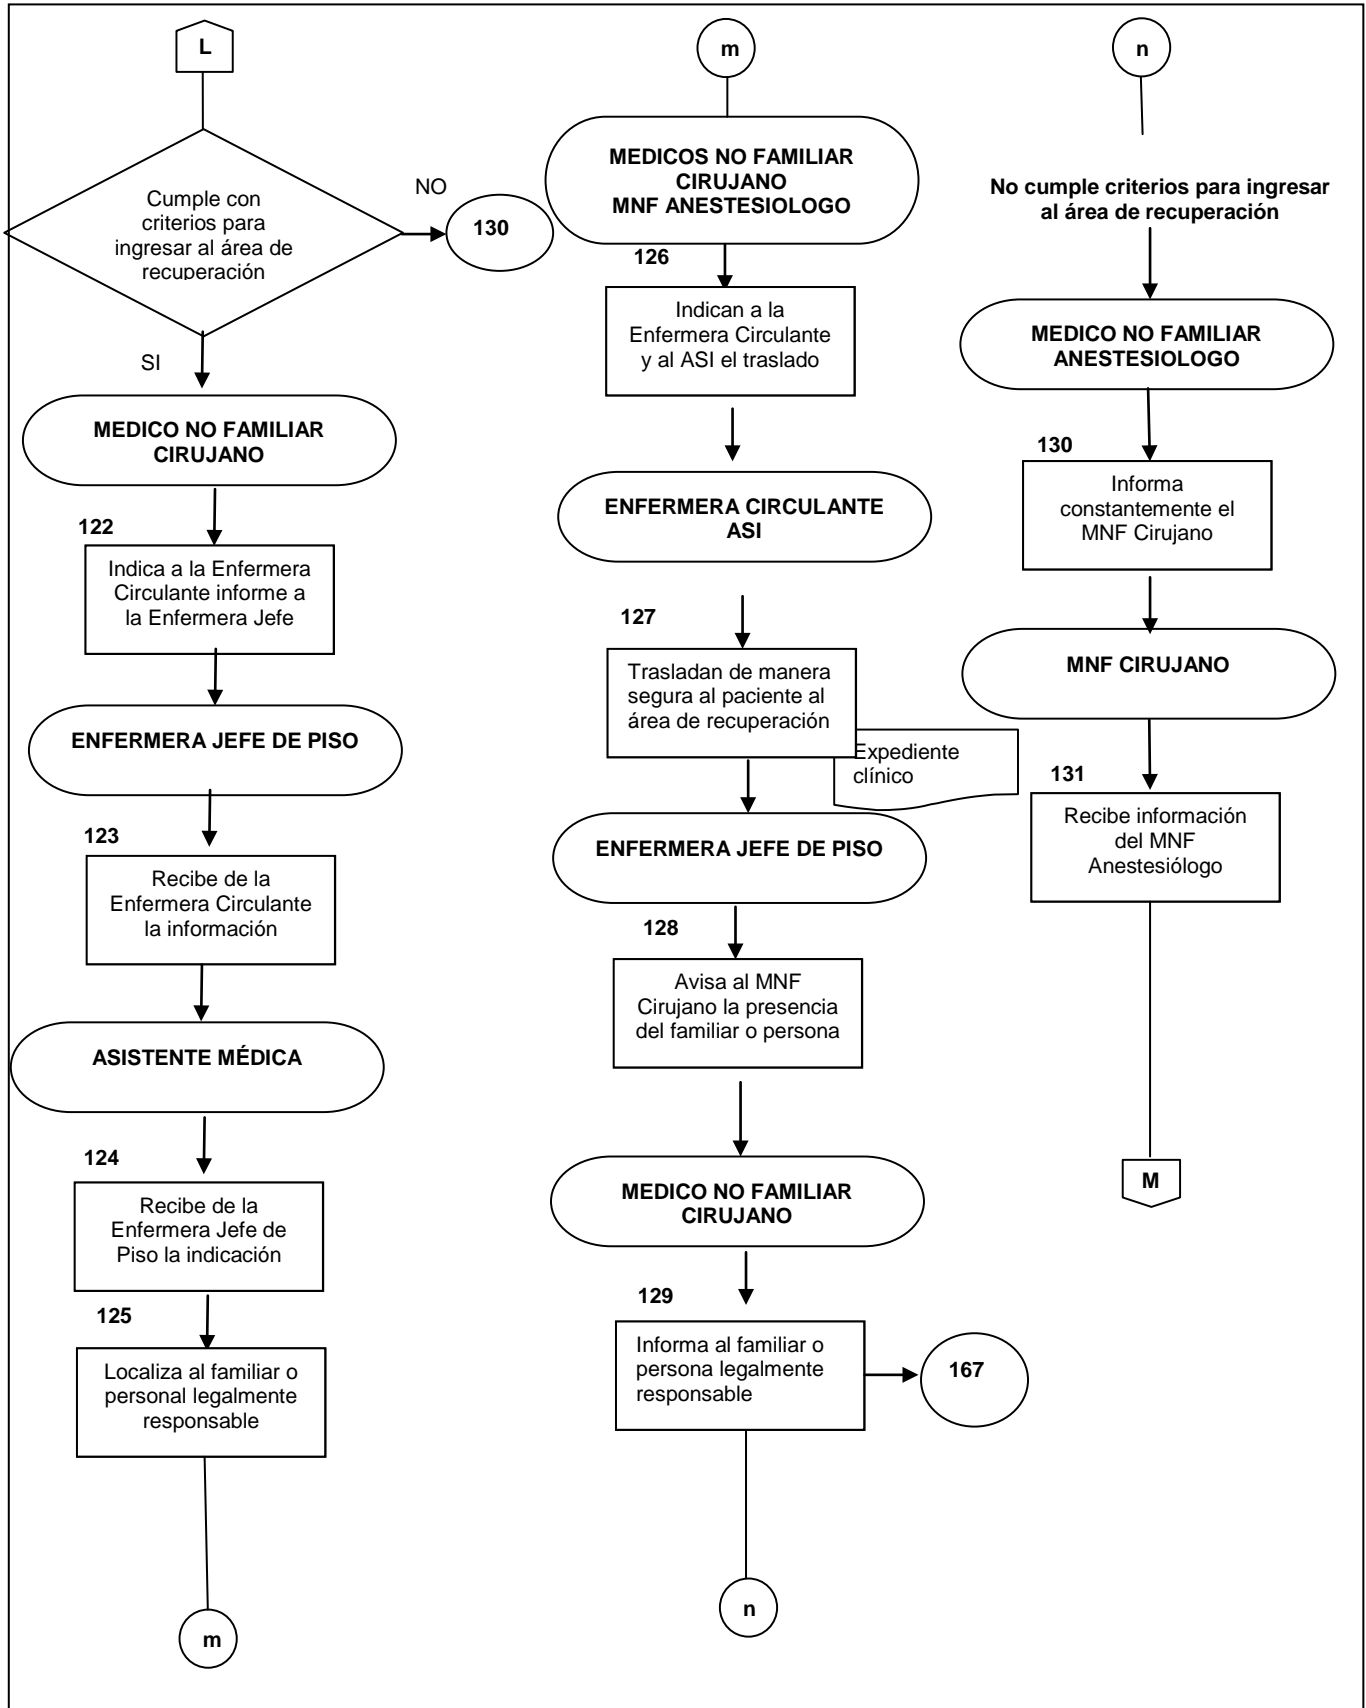 L
Cumple con
criterios para
ingresar al área de
recuperación
NO
130
SI
MEDICO NO FAMILIAR
CIRUJANO
122
Indica a la Enfermera
Circulante informe a
la Enfermera Jefe
ENFERMERA JEFE DE PISO
123
Recibe de la
Enfermera Circulante
la información
ASISTENTE MÉDICA
124
Recibe de la
Enfermera Jefe de
Piso la indicación
125
Localiza al familiar o
personal legalmente
responsable
m
m
MEDICOS NO FAMILIAR
CIRUJANO
MNF ANESTESIOLOGO
126
Indican a la
Enfermera Circulante
y al ASI el traslado
ENFERMERA CIRCULANTE
ASI
127
Trasladan de manera
segura al paciente al
área de recuperación
Expediente
clínico
ENFERMERA JEFE DE PISO
128
Avisa al MNF
Cirujano la presencia
del familiar o persona
MEDICO NO FAMILIAR
CIRUJANO
129
Informa al familiar o
persona legalmente
responsable
167
n
n
No cumple criterios para ingresar
al área de recuperación
MEDICO NO FAMILIAR
ANESTESIOLOGO
130
Informa
constantemente el
MNF Cirujano
MNF CIRUJANO
131
Recibe información
del MNF
Anestesiólogo
M